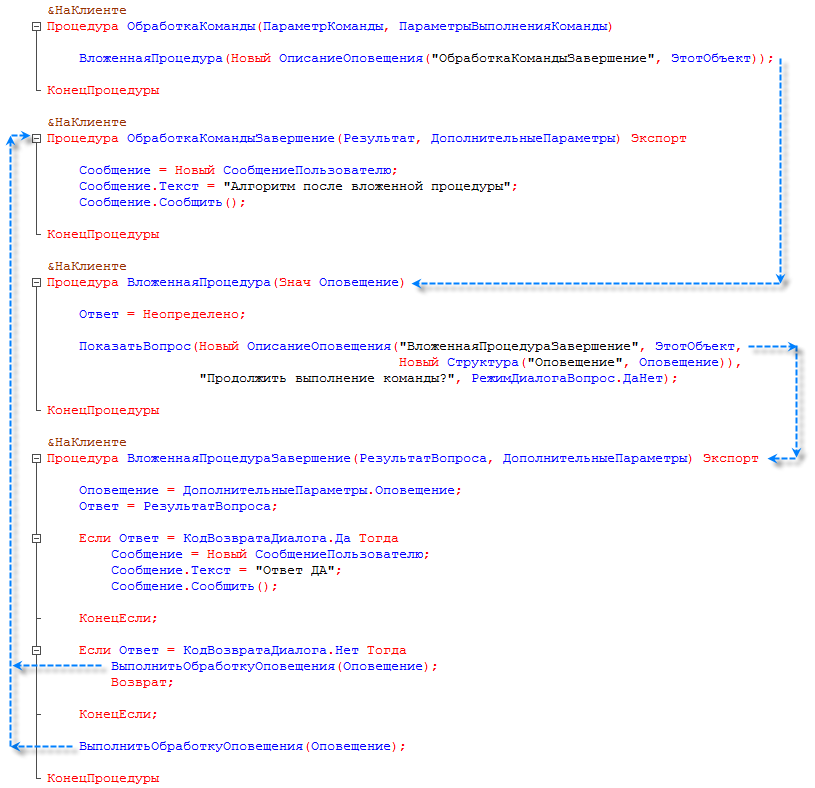 &НаКлиенте
Процедура ОбработкаКоманды(ПараметрКоманды, ПараметрыВыполненияКоманды)
ВложеннаяПроцедура(Новый ОписаниеОповещения("ОбработкаКомандыЗавершение", ЭтотОбъект));
КонецПроцедуры
&НаКлиенте
Процедура ОбработкаКомандыЗавершение(Результат, ДополнительныеПараметры) Экспорт
Сообщение = Новый СообщениеПользователю;
Сообщение.Текст = "Алгоритм после вложенной процедуры";
Сообщение.Сообщить();
КонецПроцедуры
&НаКлиенте
Процедура ВложеннаяПроцедура(Знач Оповещение)
Ответ = Неопределено;
ПоказатьВопрос(Новый ОписаниеОповещения("ВложеннаяПроцедураЗавершение", ЭтотОбъект,
Новый Структура("Оповещение", Оповещение)),
"Продолжить выполнение команды?", РежимДиалогаВопрос.ДаНет);
КонецПроцедуры
&НаКлиенте
Процедура ВложеннаяПроцедураЗавершение(РезультатВопроса, ДополнительныеПараметры) Экспорт
Оповещение = ДополнительныеПараметры.Оповещение;
Ответ = РезультатВопроса;
Если Ответ = КодВозвратаДиалога.Да Тогда
Сообщение = Новый СообщениеПользователю;
Сообщение.Текст = "Ответ ДА";
Сообщение.Сообщить();
КонецЕсли;
Если Ответ = КодВозвратаДиалога.Нет Тогда
ВыполнитьОбработкуОповещения(Оповещение);
Возврат;
КонецЕсли;
ВыполнитьОбработкуОповещения(Оповещение);
КонецПроцедуры